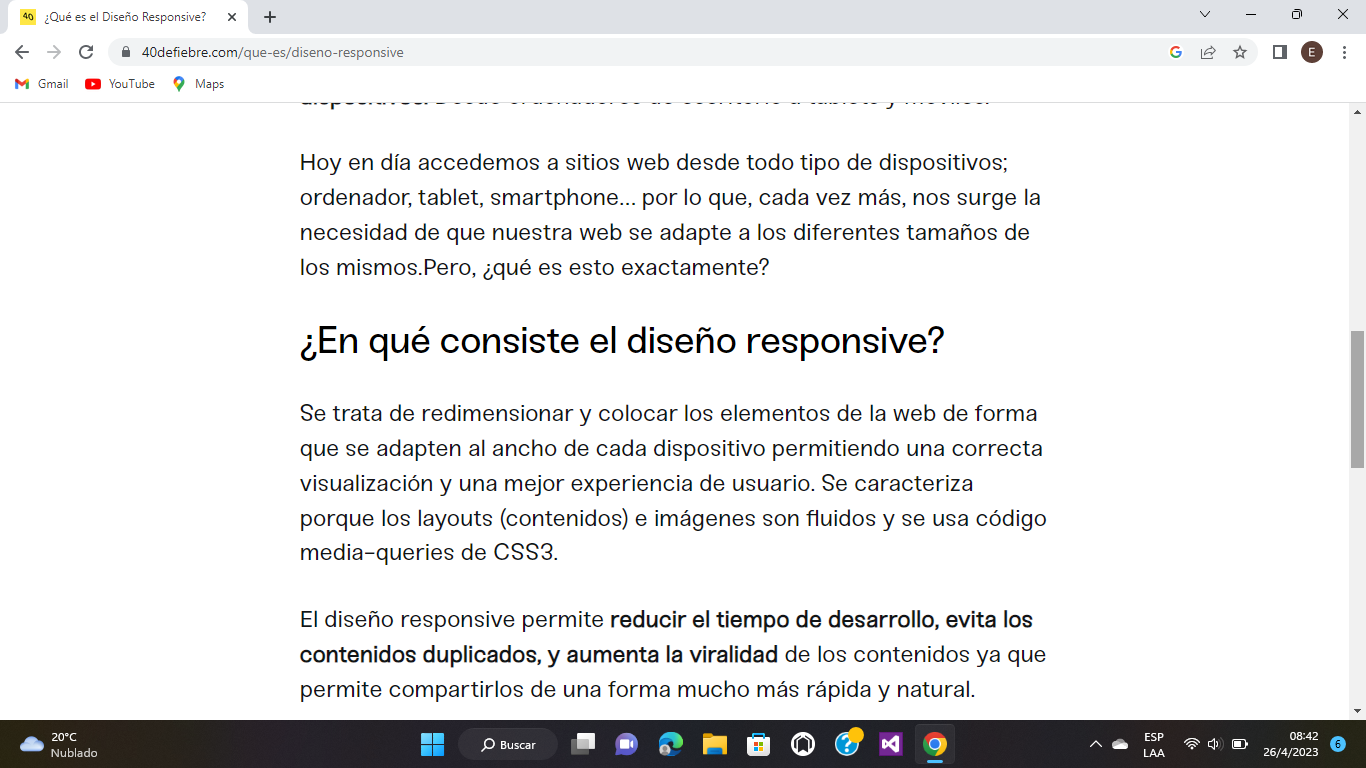 40 ¿Qué es el Diseño Responsive?
40defiebre.com/que-es/diseno-responsive
E
Gmail YouTube Maps
dispositivos. Desde ordenadores de escritorio a tablets y móviles.
Hoy en día accedemos a sitios web desde todo tipo de dispositivos;
ordenador, tablet, smartphone... por lo que, cada vez más, nos surge la
necesidad de que nuestra web se adapte a los diferentes tamaños de
los mismos.Pero, ¿qué es esto exactamente?
¿En qué consiste el diseño responsive?
Se trata de redimensionar y colocar los elementos de la web de forma
que se adapten al ancho de cada dispositivo permitiendo una correcta
visualización y una mejor experiencia de usuario. Se caracteriza
porque los layouts (contenidos) e imágenes son fluidos y se usa código
media-queries de CSS3.
El diseño responsive permite reducir el tiempo de desarrollo, evita los
contenidos duplicados, y aumenta la viralidad de los contenidos ya que
permite compartirlos de una forma mucho más rápida y natural.
20°C
Nublado
Buscar
ESP
LAA
08:42
26/4/2023
6